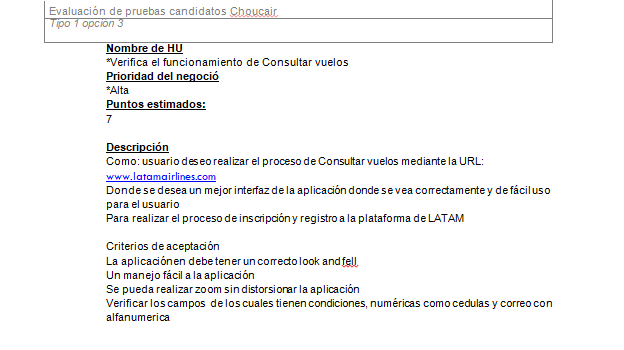 Evaluación de pruebas candidatos Choucair
Tipo 1 opción 3
Nombre de HU
*Verifica el funcionamiento de Consultar vuelos
Prioridad del negoció
*Alta
Puntos estimados:
7
Descripción
Como: usuario deseo realizar el proceso de Consultar vuelos mediante la URL:
www.latamairlines.com
Donde se desea un mejor interfaz de la aplicación donde se vea correctamente y de fácil uso
para el usuario
Para realizar el proceso de inscripción y registro a la plataforma de LATAM
Criterios de aceptación
La aplicación en debe tener un correcto look and fell
Un manejo fácil a la aplicación
Se pueda realizar zoom sin distorsionar la aplicación
Verificar los campos de los cuales tienen condiciones, numéricas como cedulas y correo con
alfanumerica